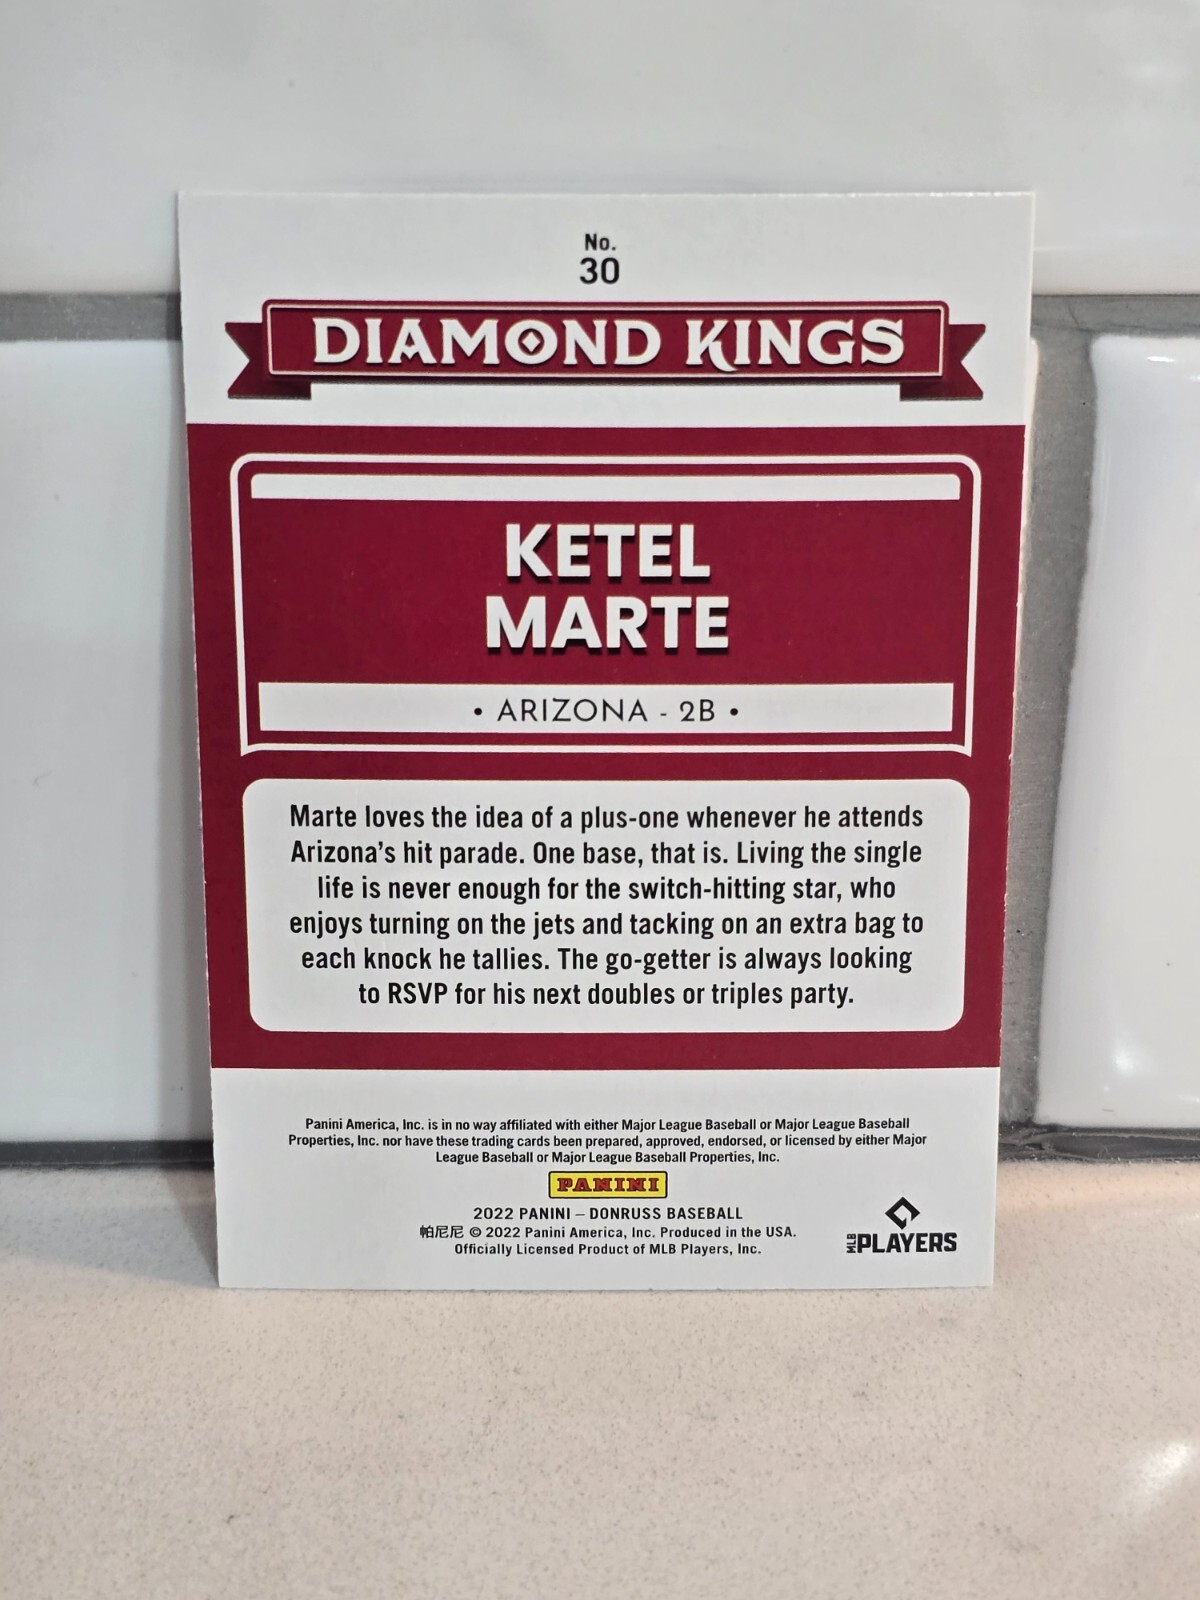 No.
30
DIAMOND KINGS
KETEL
MARTE
• ARIZONA - 2B •
Marte loves the idea of a plus-one whenever he attends
Arizona's hit parade. One base, that is. Living the single
life is never enough for the switch-hitting star, who
enjoys turning on the jets and tacking on an extra bag to
each knock he tallies. The go-getter is always looking
to RSVP for his next doubles or triples party.
Panini America, Inc. is in no way affiliated with either Major League Baseball or Major League Baseball
Properties, Inc. nor have these trading cards been prepared, approved, endorsed, or licensed by either Major
League Baseball or Major League Baseball Properties, Inc.
PANINI
2022 PANINI – DONRUSS BASEBALL
帕尼尼 © 2022 Panini America, Inc. Produced in the USA.
Officially Licensed Product of MLB Players, Inc.
MLB PLAYERS